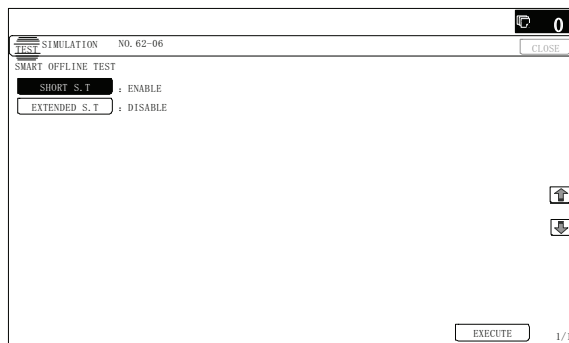 0
TEST SIMULATION NO. 62-06 CLOSE
SMART OFFLINE TEST
SHORT S.T : ENABLE
EXTENDED S.T : DISABLE
EXECUTE 1/1